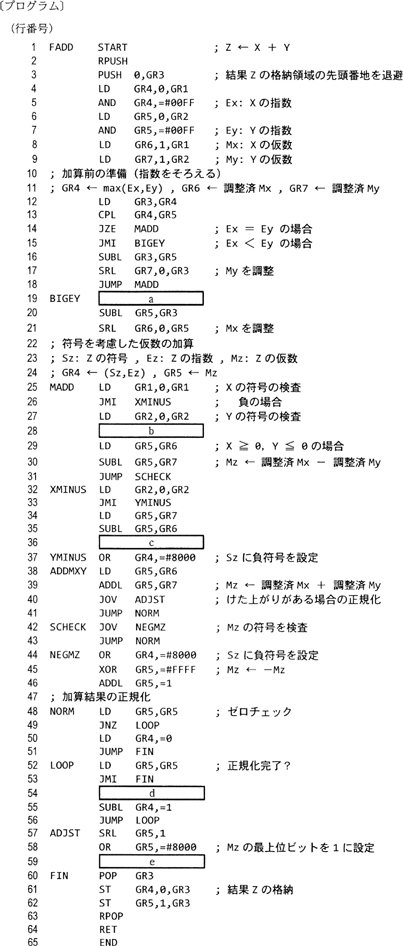 〔プログラム〕
(行番号)
1 FADD START ; Z ← X + Y
2 RPUSH
3 PUSH 0,GR3 ; 結果 Z の格納領域の先頭番地を退避
4 LD GR4,0,GR1
5 AND GR4,=#00FF ; Ex: X の指数
6 LD GR5,0,GR2
7 AND GR5,=#00FF ; Ey: Y の指数
8 LD GR6,1,GR1 ; Mx: X の仮数
9 LD GR7,1,GR2 ; My: Y の仮数
10 ; 加算前の準備（指数をそろえる）
11 ; GR4 ← max(Ex,Ey) , GR6 ← 調整済 Mx , GR7 ← 調整済 My
12 LD GR3,GR4
13 CPL GR4,GR5
14 JZE MADD ; Ex = Ey の場合
15 JMI BIGEY ; Ex < Ey の場合
16 SUBL GR3,GR5
17 SRL GR7,0,GR3 ; My を調整
18 JUMP MADD
19 BIGEY a
20 SUBL GR5,GR3
21 SRL GR6,0,GR5 ; Mx を調整
22 ; 符号を考慮した仮数の加算
23 ; Sz: Z の符号 , Ez: Z の指数 , Mz: Z の仮数
24 ; GR4 ← (Sz,Ez) , GR5 ← Mz
25 MADD LD GR1,0,GR1 ; X の符号の検査
26 JMI XMINUS ; 負の場合
27 LD GR2,0,GR2 ; Y の符号の検査
28 b
29 LD GR5,GR6 ; X ≧ 0, Y ≦ 0 の場合
30 SUBL GR5,GR7 ; Mz ← 調整済 Mx － 調整済 My
31 JUMP SCHECK
32 XMINUS LD GR2,0,GR2
33 JMI YMINUS
34 LD GR5,GR7
35 SUBL GR5,GR6
36 c
37 YMINUS OR GR4,=#8000 ; Sz に負符号を設定
38 ADDMXY LD GR5,GR6
39 ADDL GR5,GR7 ; Mz ← 調整済 Mx + 調整済 My
40 JOV ADJST ; けた上がりがある場合の正規化
41 JUMP NORM
42 SCHECK JOV NEGMZ ; Mz の符号を検査
43 JUMP NORM
44 NEGMZ OR GR4,=#8000 ; Sz に負符号を設定
45 XOR GR5,=#FFFF ; Mz ← －Mz
46 ADDL GR5,=1
47 ; 加算結果の正規化
48 NORM LD GR5,GR5 ; ゼロチェック
49 JNZ LOOP
50 LD GR4,=0
51 JUMP FIN
52 LOOP LD GR5,GR5 ; 正規化完了？
53 JMI FIN
54 d
55 SUBL GR4,=1
56 JUMP LOOP
57 ADJST SRL GR5,1
58 OR GR5,=#8000 ; Mz の最上位ビットを 1 に設定
59 e
60 FIN POP GR3
61 ST GR4,0,GR3 ; 結果 Z の格納
62 ST GR5,1,GR3
63 RPOP
64 RET
65 END